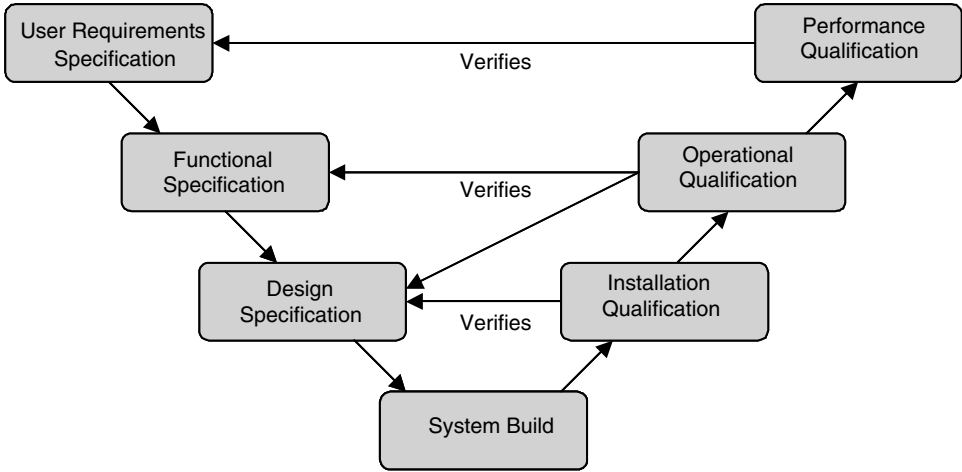 User Requirements
Specification
Performance
Qualification
Verifies
Functional
Specification
Operational
Qualification
Verifies
Design
Specification
Installation
Qualification
Verifies
System Build